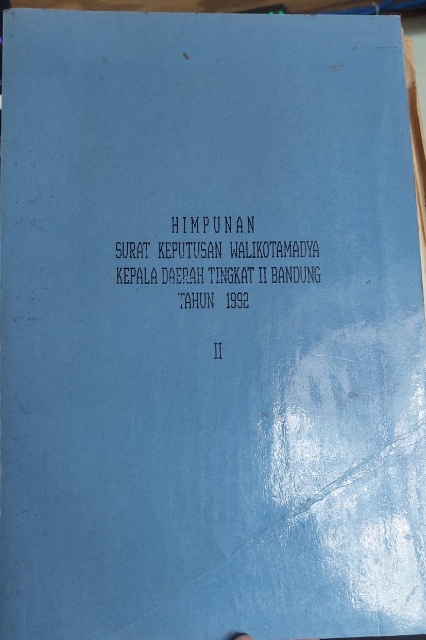 HIMPUNAN
SURAT KEPUTUSAN WALIKOTAMADYA
KEPALA DAERAH TINGKAT II BANDUNG
TAHUN 1992
II